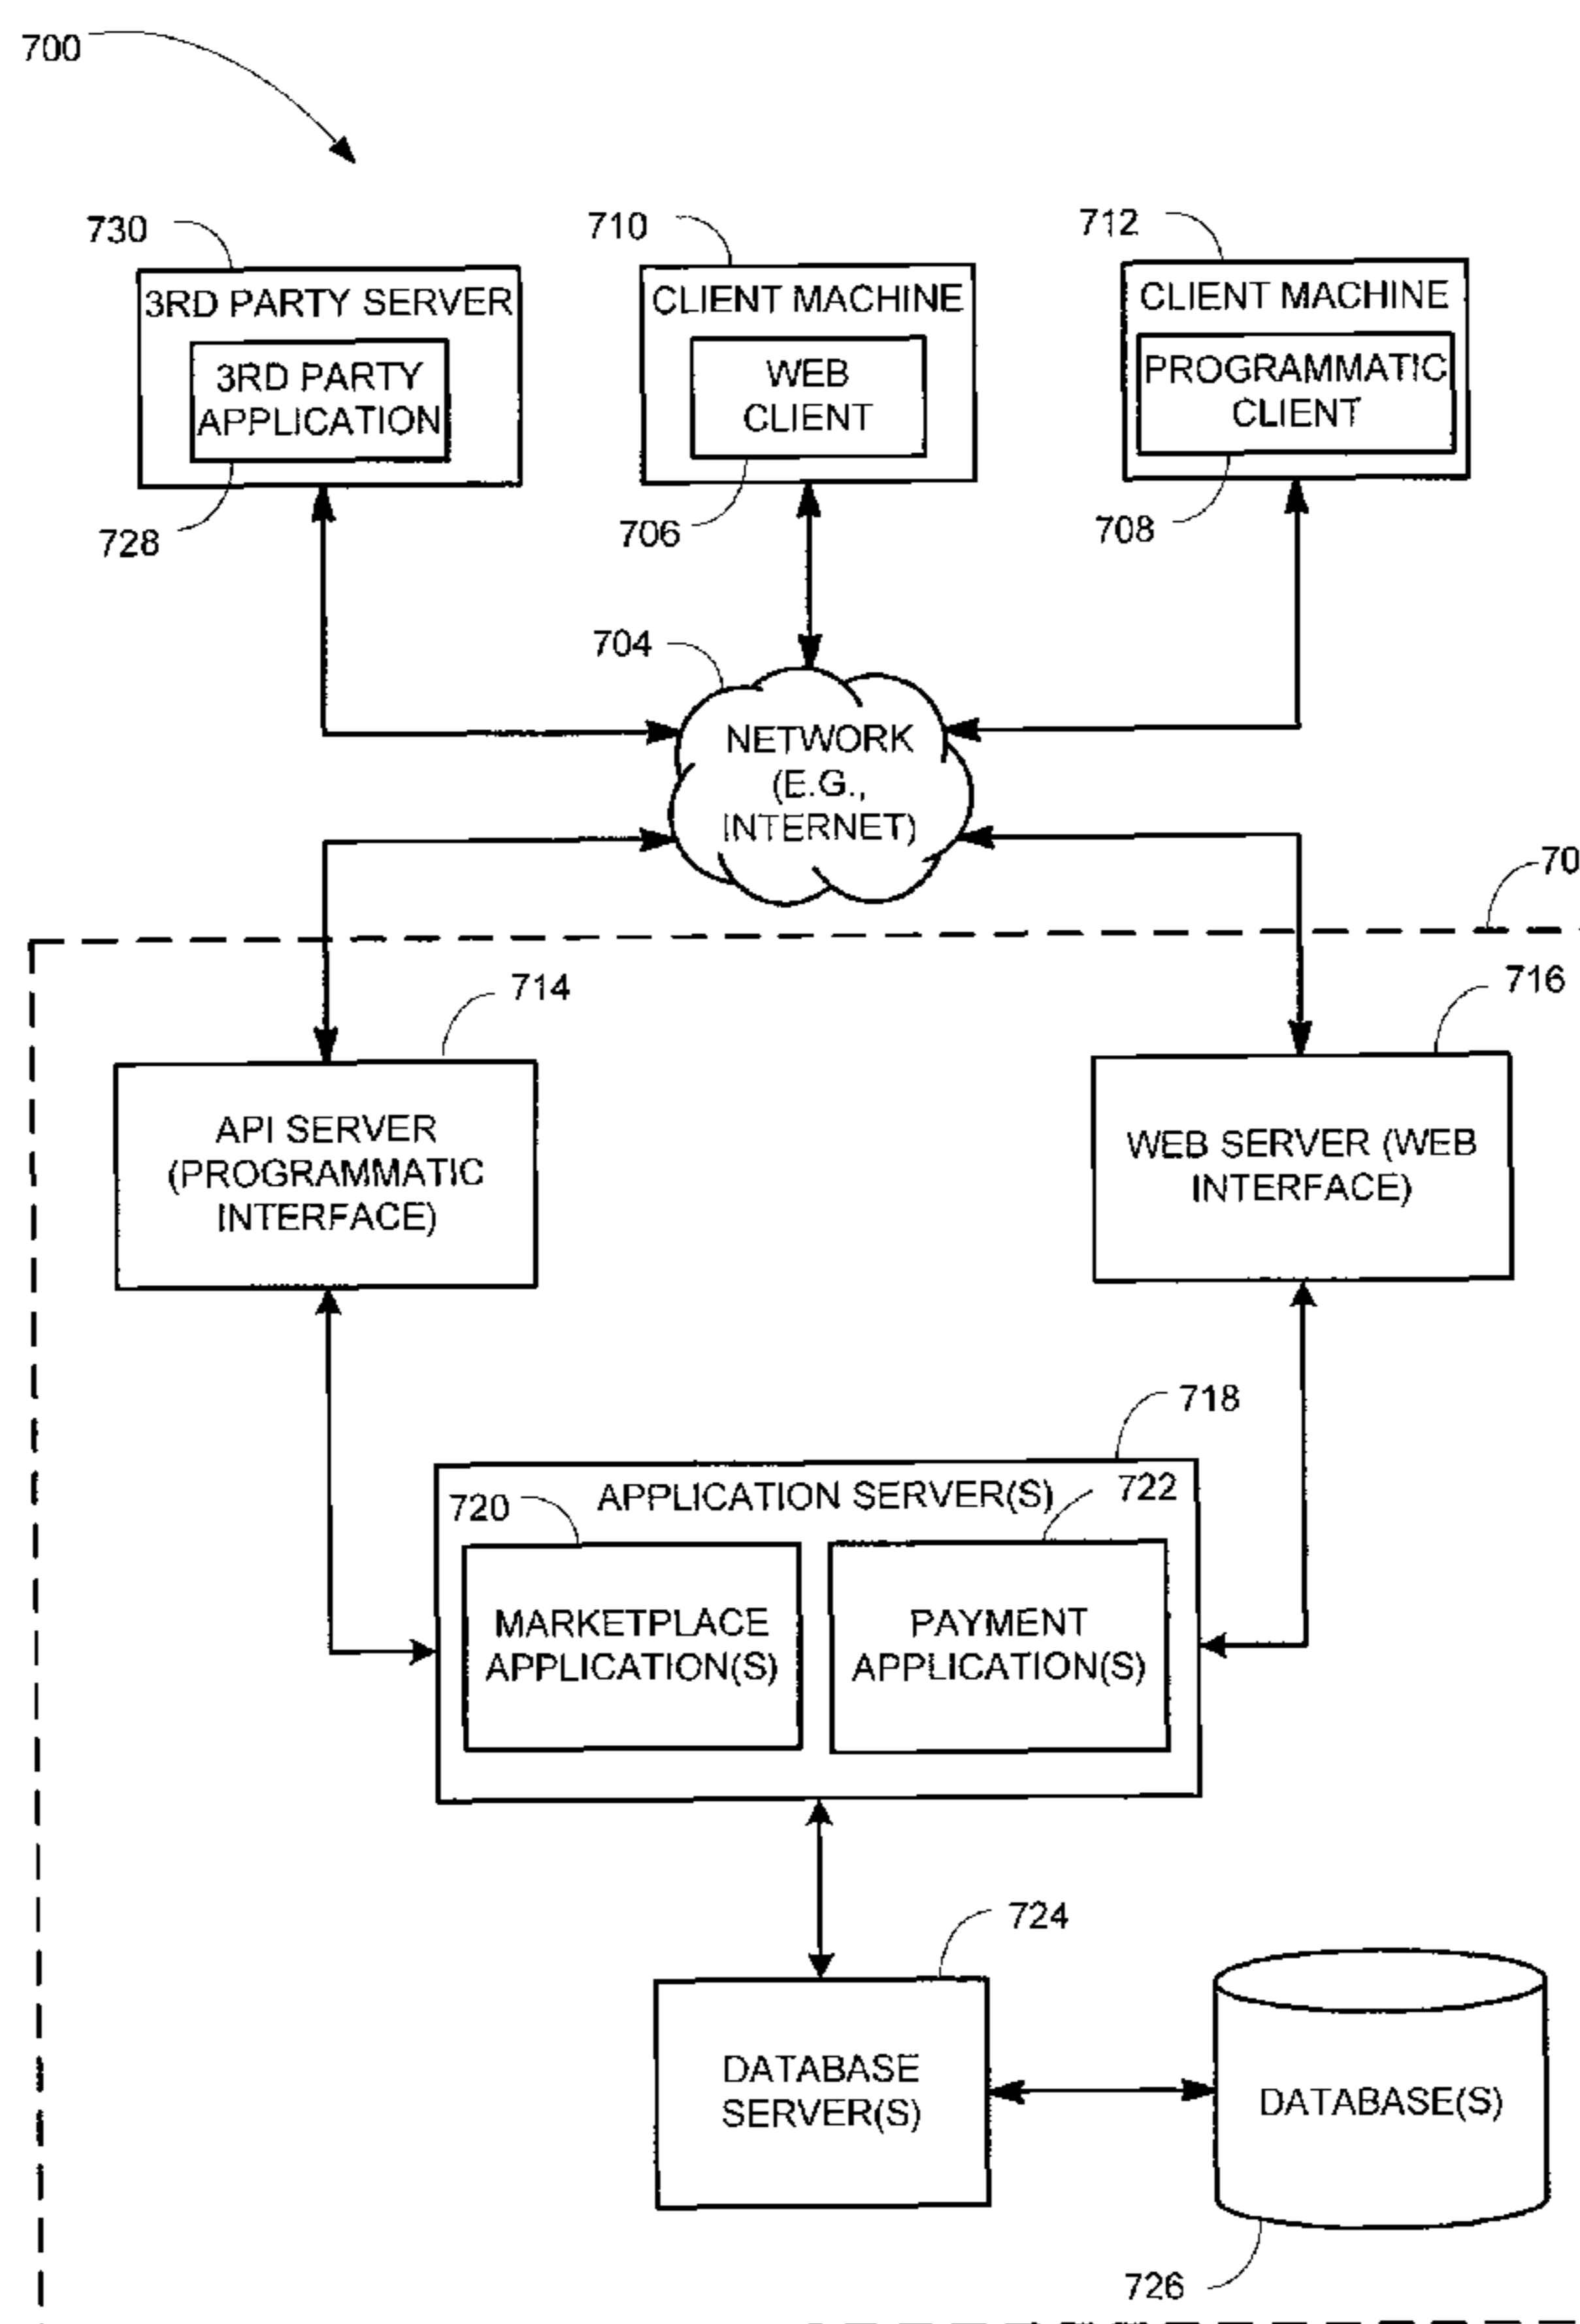 700
730
710
712
3RD PARTY SERVER
CLIENT MACHINE
CLIENT MACHINE
3RD PARTY
APPLICATION
WEB
CLIENT
PROGRAMMATIC
CLIENT
728
706
708
704
NETWORK
(E.G.,
INTERNET)
70
714
716
API SERVER
(PROGRAMMATIC
INTERFACE)
WEB SERVER (WEB
INTERFACE)
718
APPLICATION SERVER(S)
720
722
MARKETPLACE
APPLICATION(S)
PAYMENT
APPLICATION(S)
724
DATABASE
SERVER(S)
DATABASE(S)
726